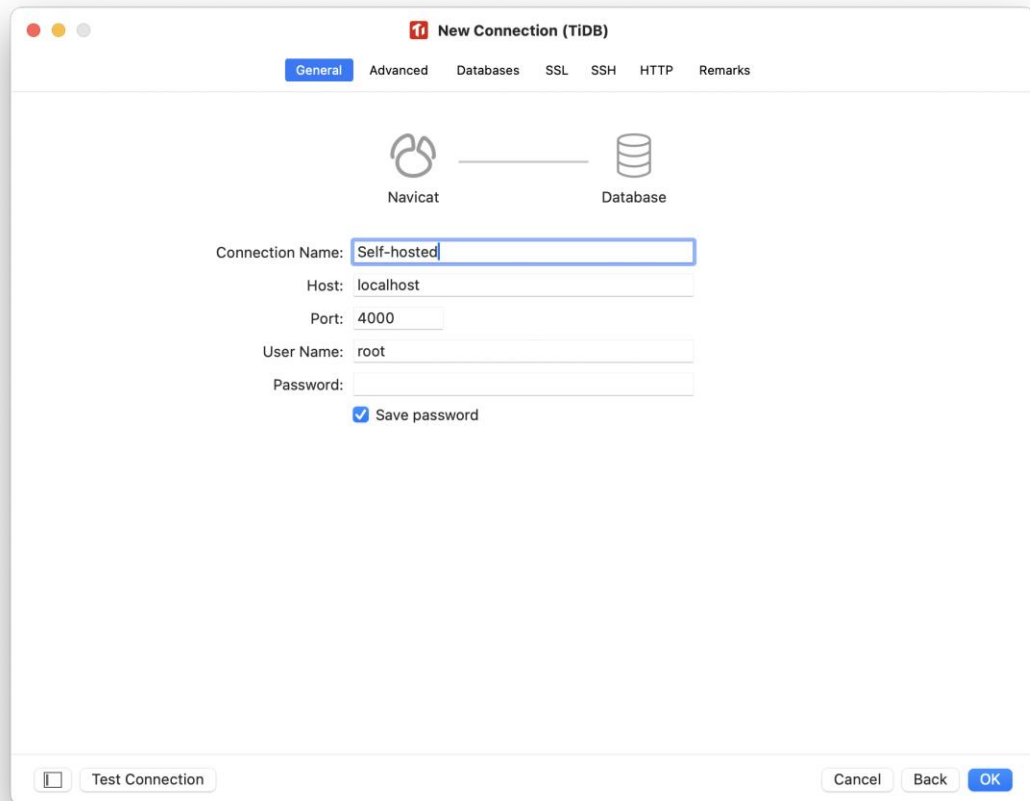 New Connection (TiDB)
General Advanced Databases SSL SSH HTTP Remarks
Navicat Database
Connection Name: Self-hosted
Host: localhost
Port: 4000
User Name: root
Password:
Save password
Test Connection Cancel Back OK